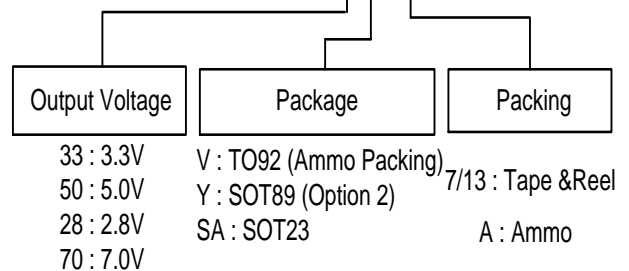 Output Voltage
Package
Packing
33 : 3.3V
50 : 5.0V
28 : 2.8V
70 : 7.0V
V : TO92 (Ammo Packing)
Y : SOT89 (Option 2)
SA : SOT23
7/13 : Tape &Reel
A : Ammo